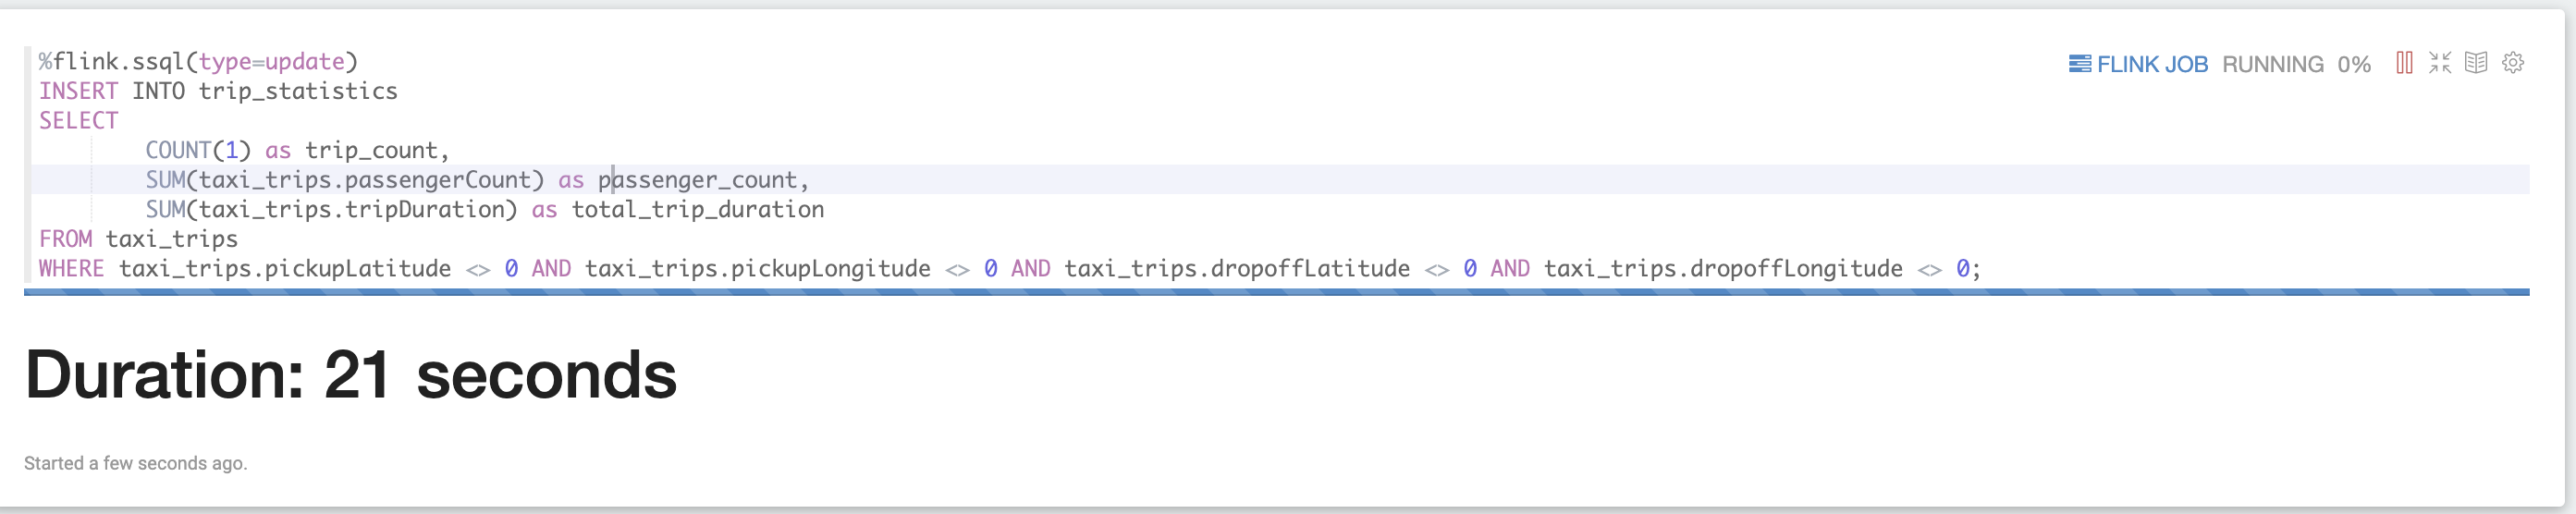 %flink.ssql(type=update)
FLINK JOB RUNNING 0%
INSERT INTO trip_statistics
SELECT
COUNT(1) as trip_count,
SUM(taxi_trips.passengerCount) as passenger_count,
SUM(taxi_trips.tripDuration) as total_trip_duration
FROM taxi_trips
WHERE taxi_trips.pickupLatitude <> 0 AND taxi_trips.pickupLongitude <> 0 AND taxi_trips.dropoffLatitude <> 0 AND taxi_trips.dropoffLongitude <> 0;
Duration: 21 seconds
Started a few seconds ago.